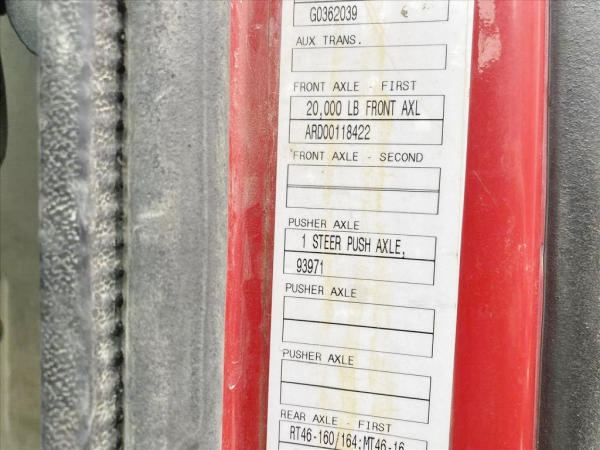 G0362039
AUX TRANS.
FRONT AXLE - FIRST
20,000 LB FRONT AXL
ARD00118422
FRONT AXLE - SECOND
PUSHER AXLE
1 STEER PUSH AXLE,
93971
PUSHER AXLE
PUSHER AXLE
REAR AXLE - FIRST
RT46-160/164;MT46-16